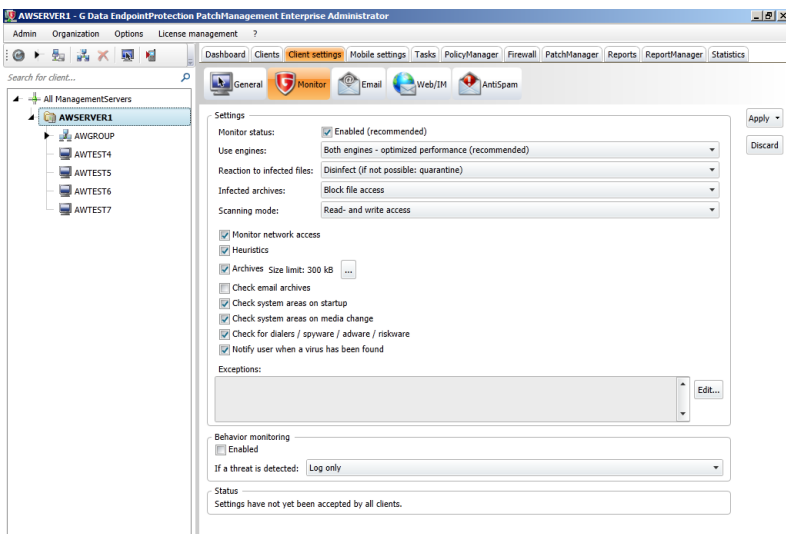 AWSERVER1 - G Data EndpointProtection PatchManagement Enterprise Administrator
Admin Organization Options License management ?
Dashboard Clients Client settings Mobile settings Tasks PolicyManager Firewall PatchManager Reports ReportManager Statistics
Search for client...
General Monitor Email Web/IM AntiSpam
All ManagementServers
AWSERVER1
AWGROUP
AWTEST4
AWTEST5
AWTEST6
AWTEST7
Settings
Monitor status: Enabled (recommended)
Use engines: Both engines - optimized performance (recommended)
Reaction to infected files: Disinfect (if not possible: quarantine)
Infected archives: Block file access
Scanning mode: Read- and write access
Monitor network access
Heuristics
Archives Size limit: 300 kB ...
Check email archives
Check system areas on startup
Check system areas on media change
Check for dialers / spyware / adware / riskware
Notify user when a virus has been found
Exceptions:
Edit...
Behavior monitoring
Enabled
If a threat is detected: Log only
Status
Settings have not yet been accepted by all clients.
Apply
Discard